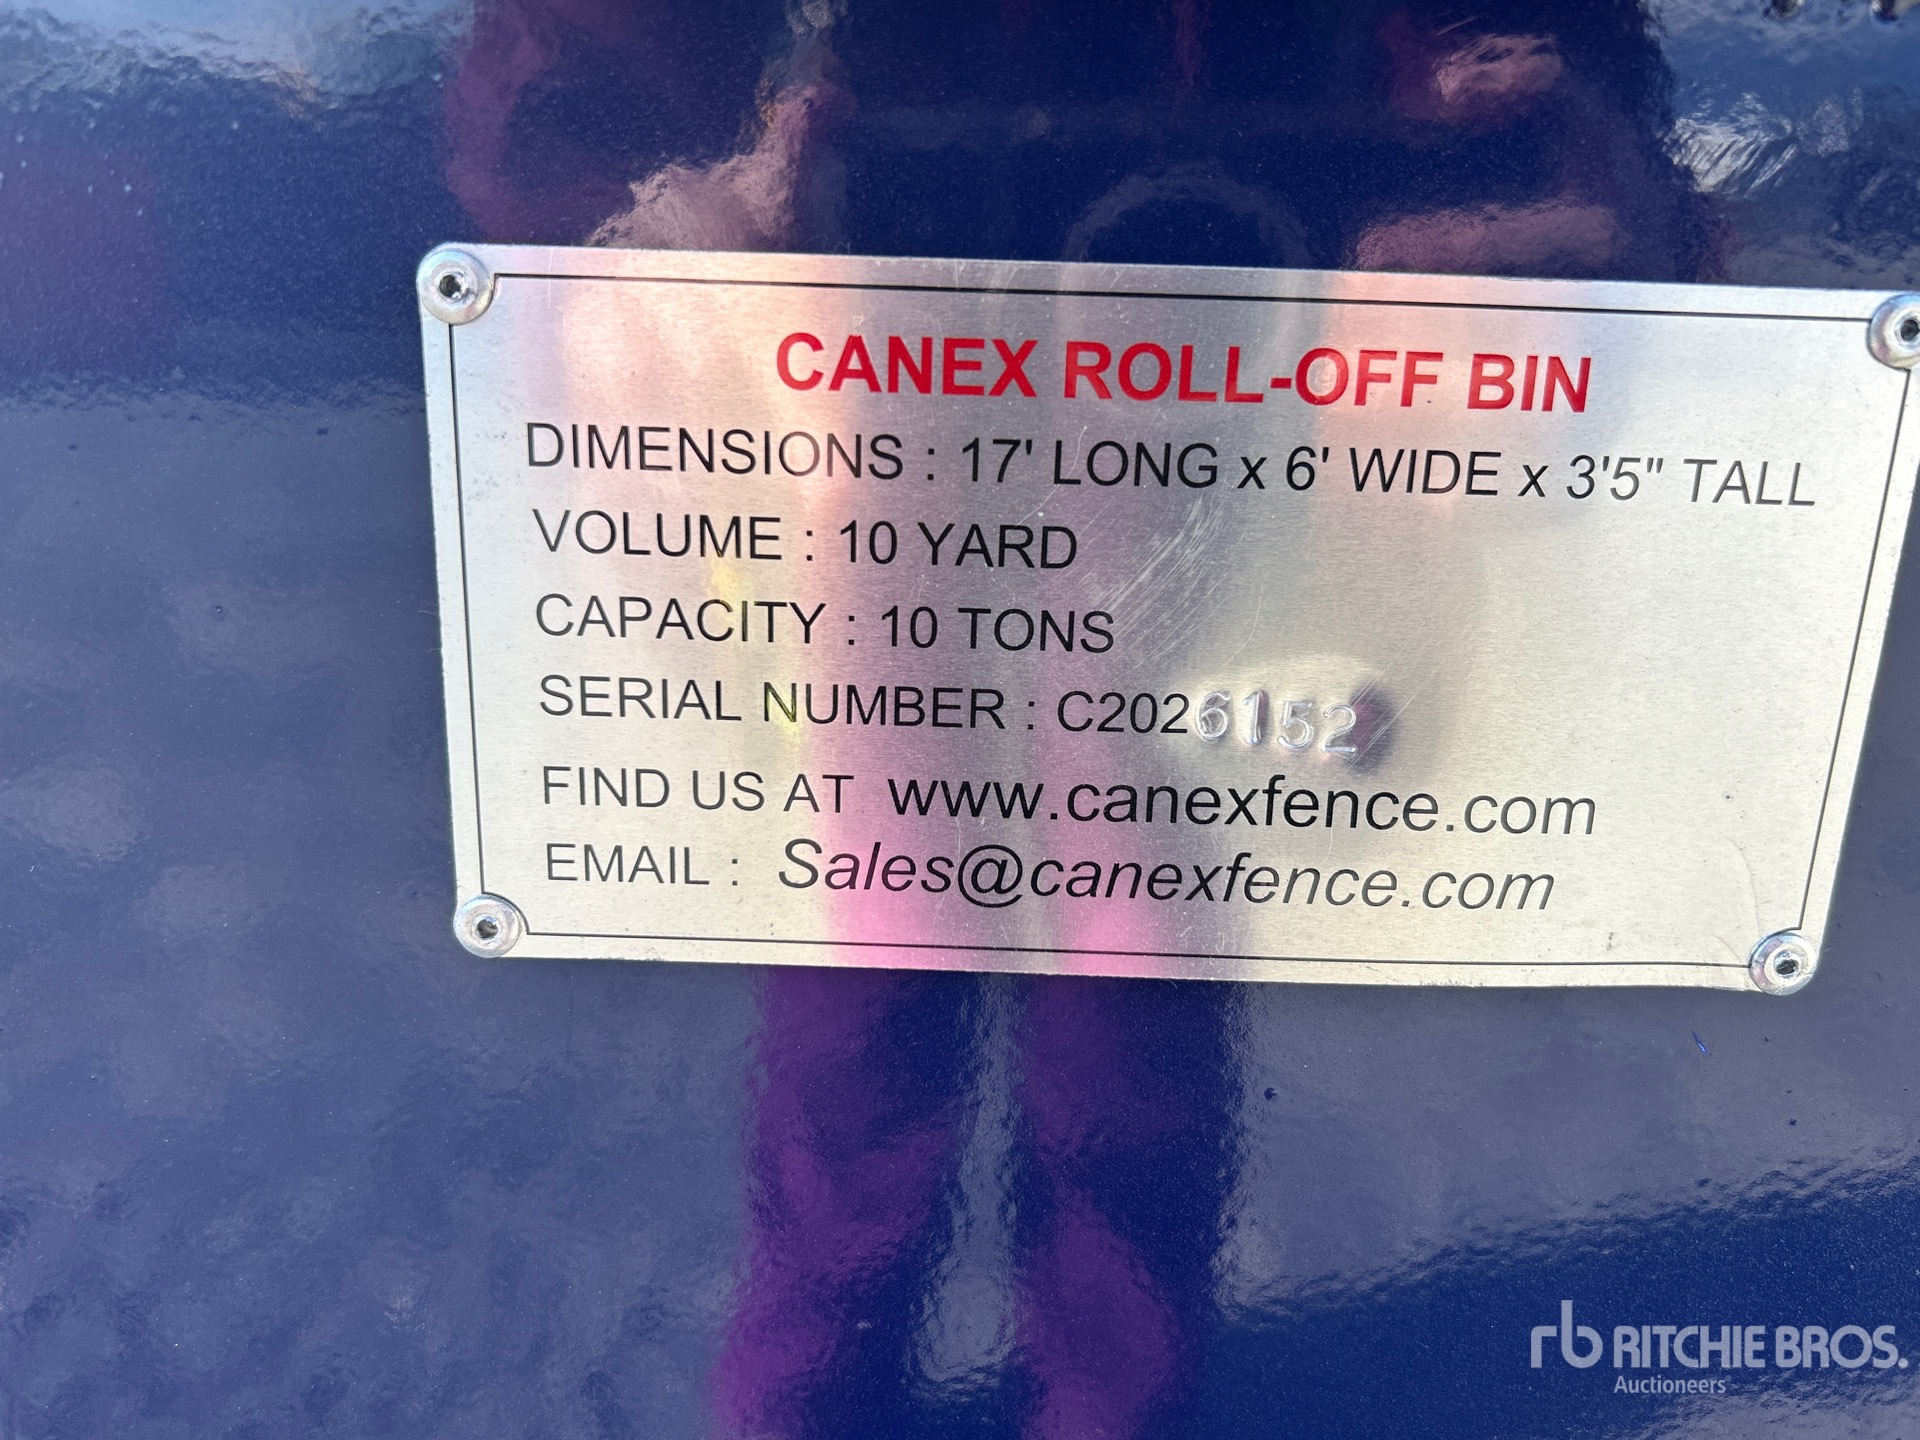 CANEX ROLL-OFF BIN
DIMENSIONS : 17' LONG x 6' WIDE x 3'5" TALL
VOLUME : 10 YARD
CAPACITY : 10 TONS
SERIAL NUMBER : C2026152
FIND US AT www.canexfence.com
EMAIL : Sales@canexfence.com
rb RITCHIE BROS.
Auctioneers